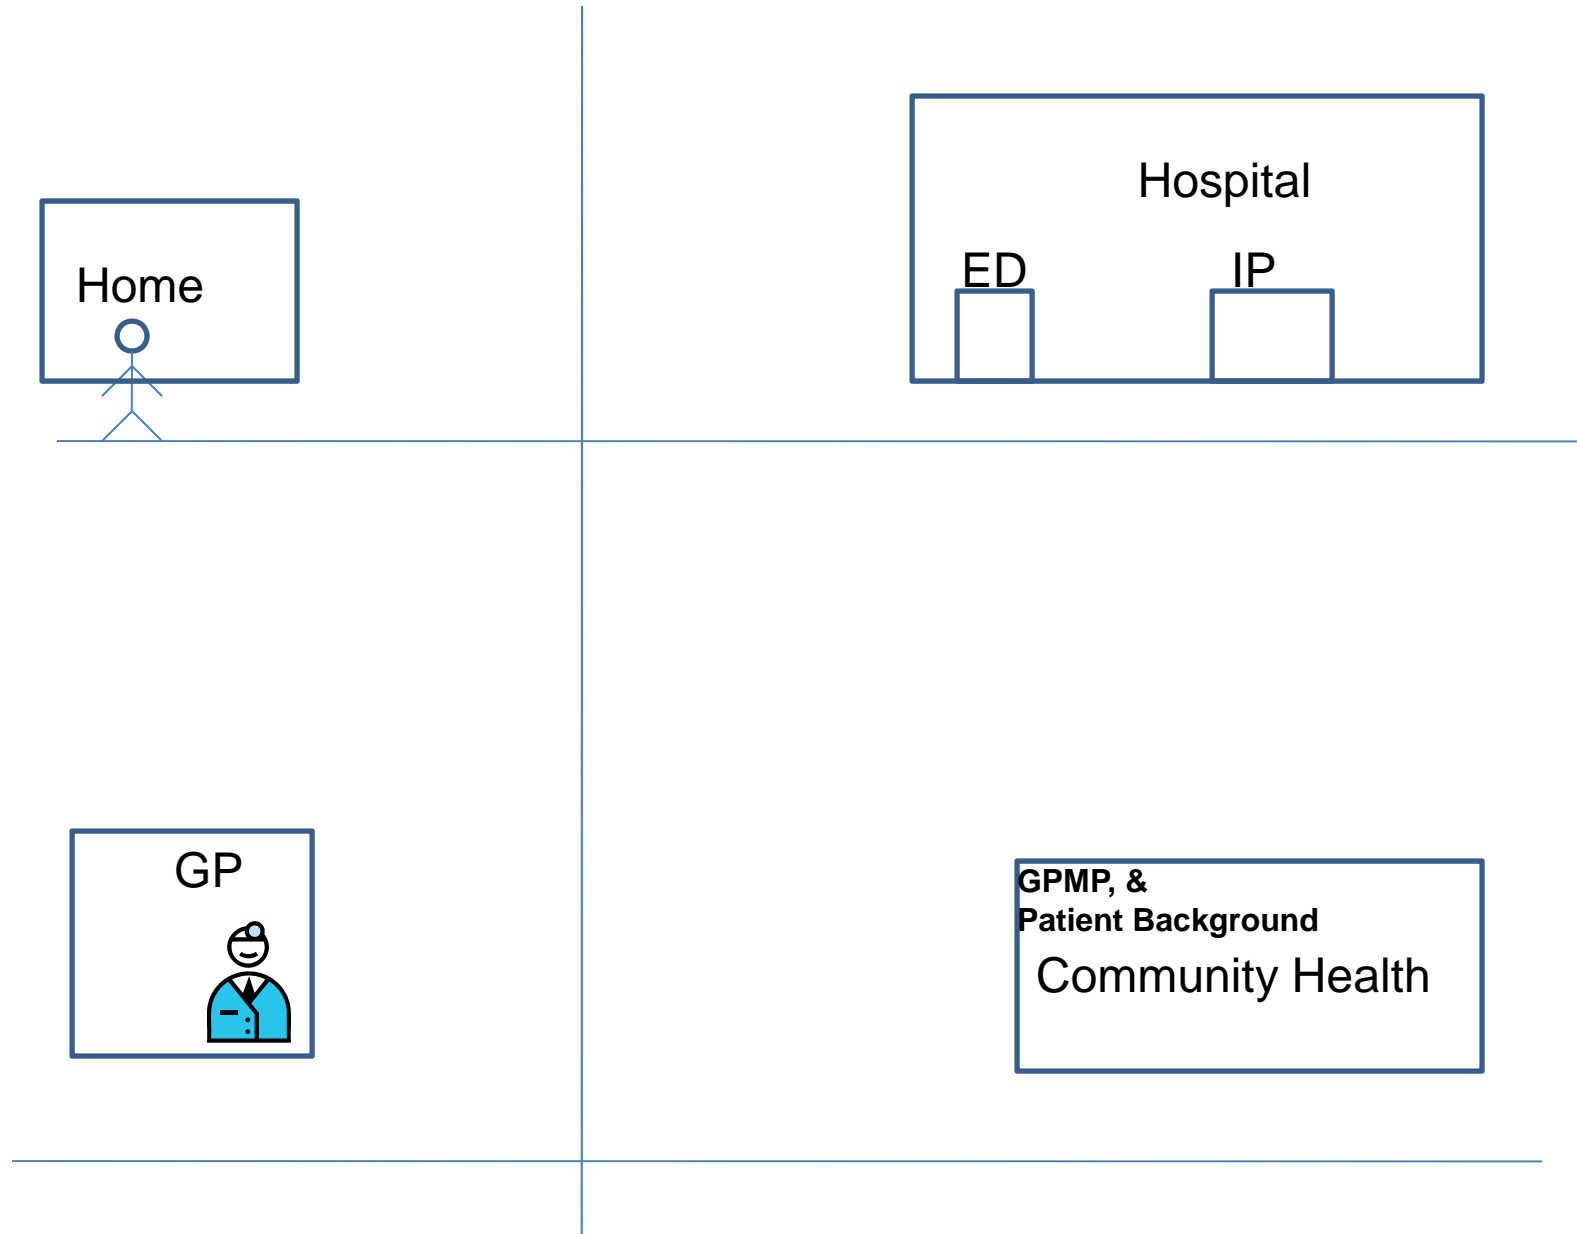 Hospital
Home
ED
IP
GP
GPMP, &
Patient Background
Community Health